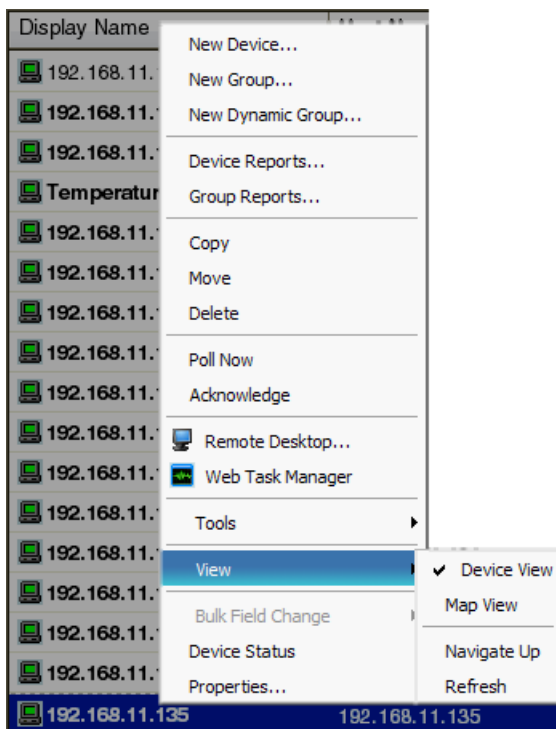 Display Name
192.168.11.
192.168.11.
192.168.11.
Temperatur
192.168.11.
192.168.11.
192.168.11.
192.168.11.
192.168.11.
192.168.11.
192.168.11.
192.168.11.
192.168.11.
192.168.11.
192.168.11.
192.168.11.
192.168.11.135 192.168.11.135
New Device...
New Group...
New Dynamic Group...
Device Reports...
Group Reports...
Copy
Move
Delete
Poll Now
Acknowledge
Remote Desktop...
Web Task Manager
Tools
View
Bulk Field Change
Device Status
Properties...
Device View
Map View
Navigate Up
Refresh